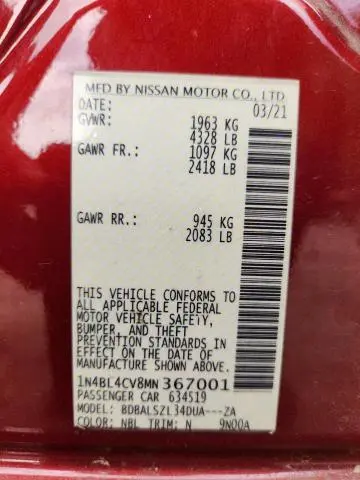 MFD BY NISSAN MOTOR CO., LTD
DATE: 03/21
GVWR: 1963 KG
4328 LB
GAWR FR.: 1097 KG
2418 LB
GAWR RR.: 945 KG
2083 LB
THIS VEHICLE CONFORMS TO
ALL APPLICABLE FEDERAL
MOTOR VEHICLE SAFETY,
BUMPER, AND THEFT
PREVENTION STANDARDS IN
EFFECT ON THE DATE OF
MANUFACTURE SHOWN ABOVE.
1N4BL4CV8MN367001
PASSENGER CAR 634519
MODEL: BDBALSZL34DUA---ZA
COLOR: NBL TRIM: N 9N00A